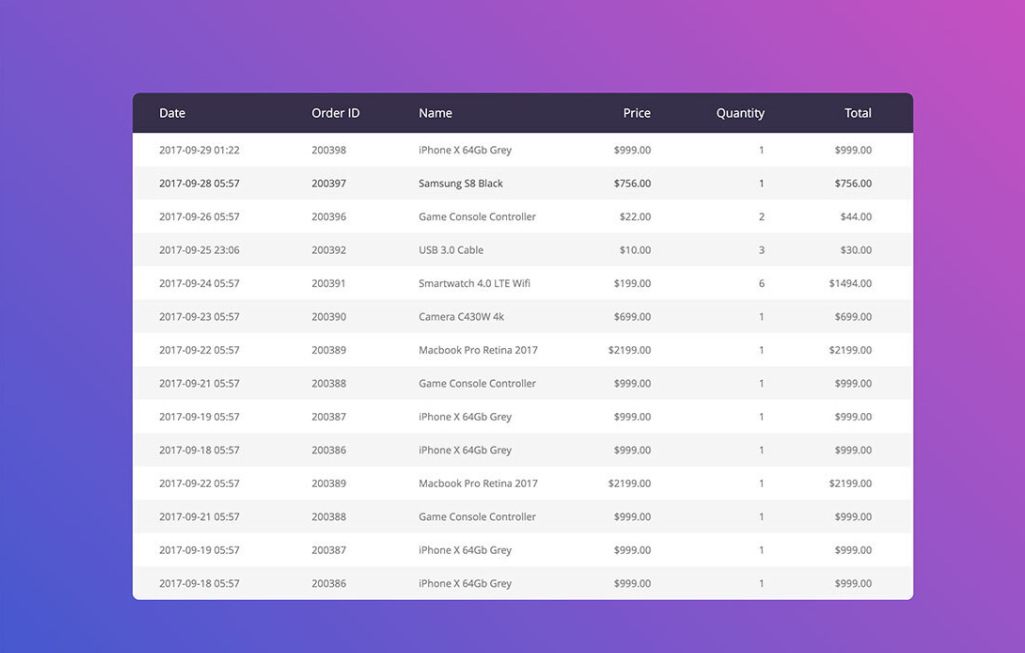 Date Order ID Name Price Quantity Total
2017-09-29 01:22 200398 iPhone X 64Gb Grey $999.00 1 $999.00
2017-09-28 05:57 200397 Samsung S8 Black $756.00 1 $756.00
2017-09-26 05:57 200396 Game Console Controller $22.00 2 $44.00
2017-09-25 23:06 200392 USB 3.0 Cable $10.00 3 $30.00
2017-09-24 05:57 200391 Smartwatch 4.0 LTE Wifi $199.00 6 $1494.00
2017-09-23 05:57 200390 Camera C430W 4k $699.00 1 $699.00
2017-09-22 05:57 200389 Macbook Pro Retina 2017 $2199.00 1 $2199.00
2017-09-21 05:57 200388 Game Console Controller $999.00 1 $999.00
2017-09-19 05:57 200387 iPhone X 64Gb Grey $999.00 1 $999.00
2017-09-18 05:57 200386 iPhone X 64Gb Grey $999.00 1 $999.00
2017-09-22 05:57 200389 Macbook Pro Retina 2017 $2199.00 1 $2199.00
2017-09-21 05:57 200388 Game Console Controller $999.00 1 $999.00
2017-09-19 05:57 200387 iPhone X 64Gb Grey $999.00 1 $999.00
2017-09-18 05:57 200386 iPhone X 64Gb Grey $999.00 1 $999.00